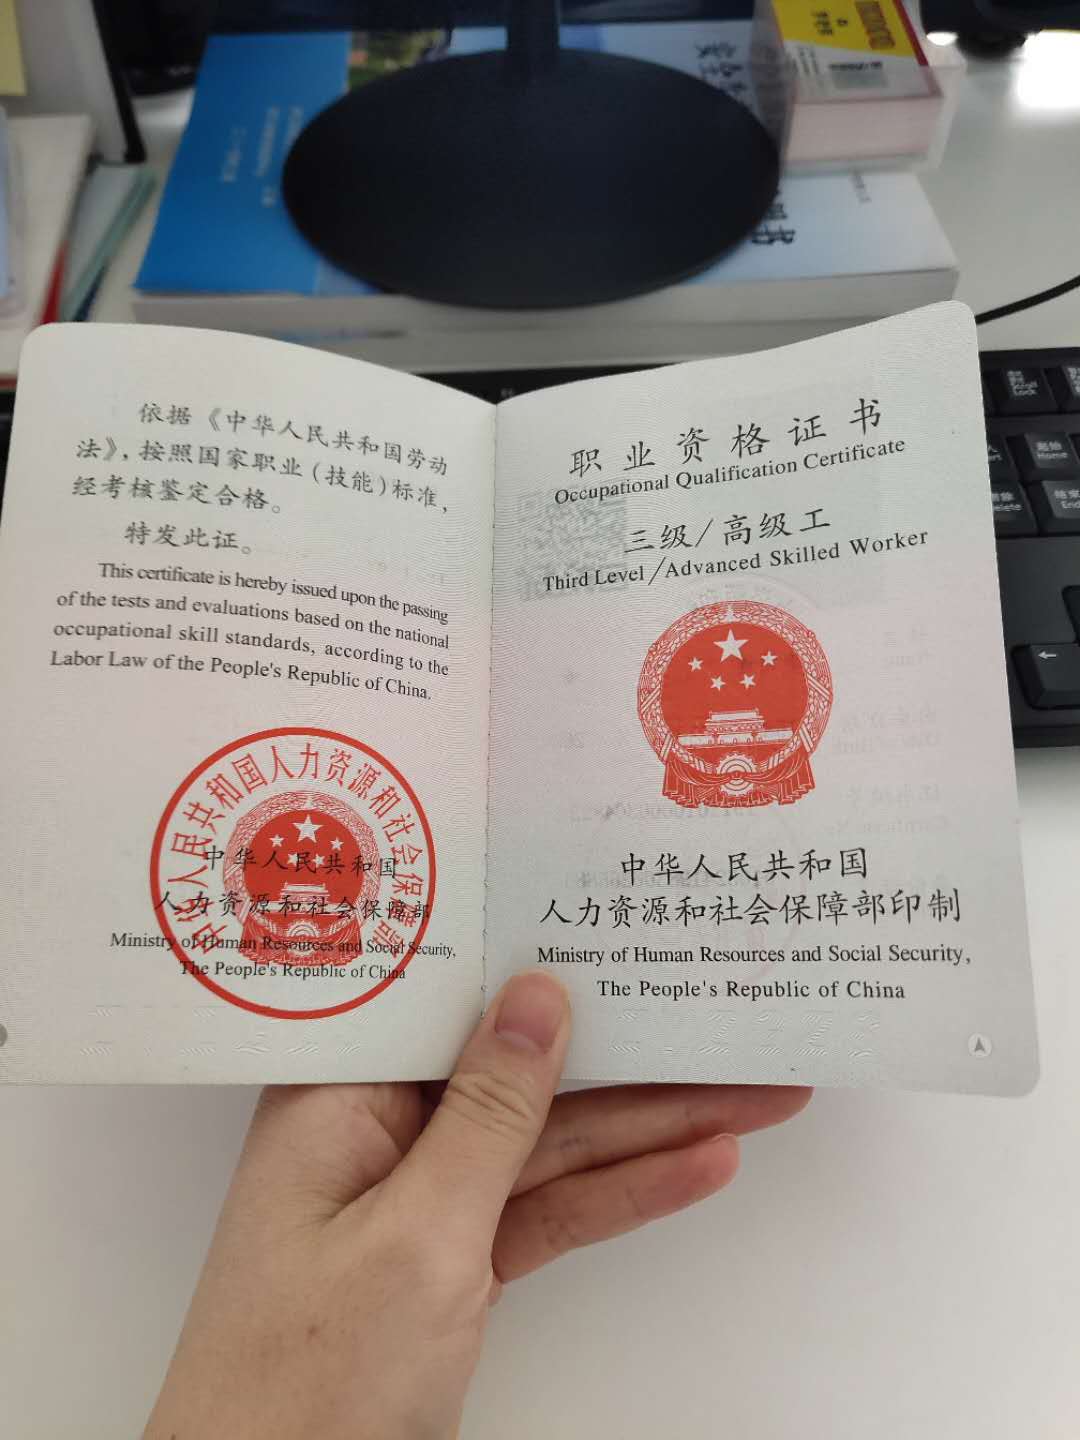 依据《中华人民共和国劳动
法》，按照国家职业（技能）标准，
经考核鉴定合格。
特发此证。
This certificate is hereby issued upon the passing
of the tests and evaluations based on the national
occupational skill standards, according to the
Labor Law of the People's Republic of China.
中华人民共和国人力资源和社会保障部
中华人民共和国
人力资源和社会保障部
Ministry of Human Resources and Social Security,
The People's Republic of China
职业资格证书
Occupational Qualification Certificate
三级/高级工
Third Level/Advanced Skilled Worker
中华人民共和国
人力资源和社会保障部印制
Ministry of Human Resources and Social Security,
The People's Republic of China
Scroll
Lock
Home
End
Delete